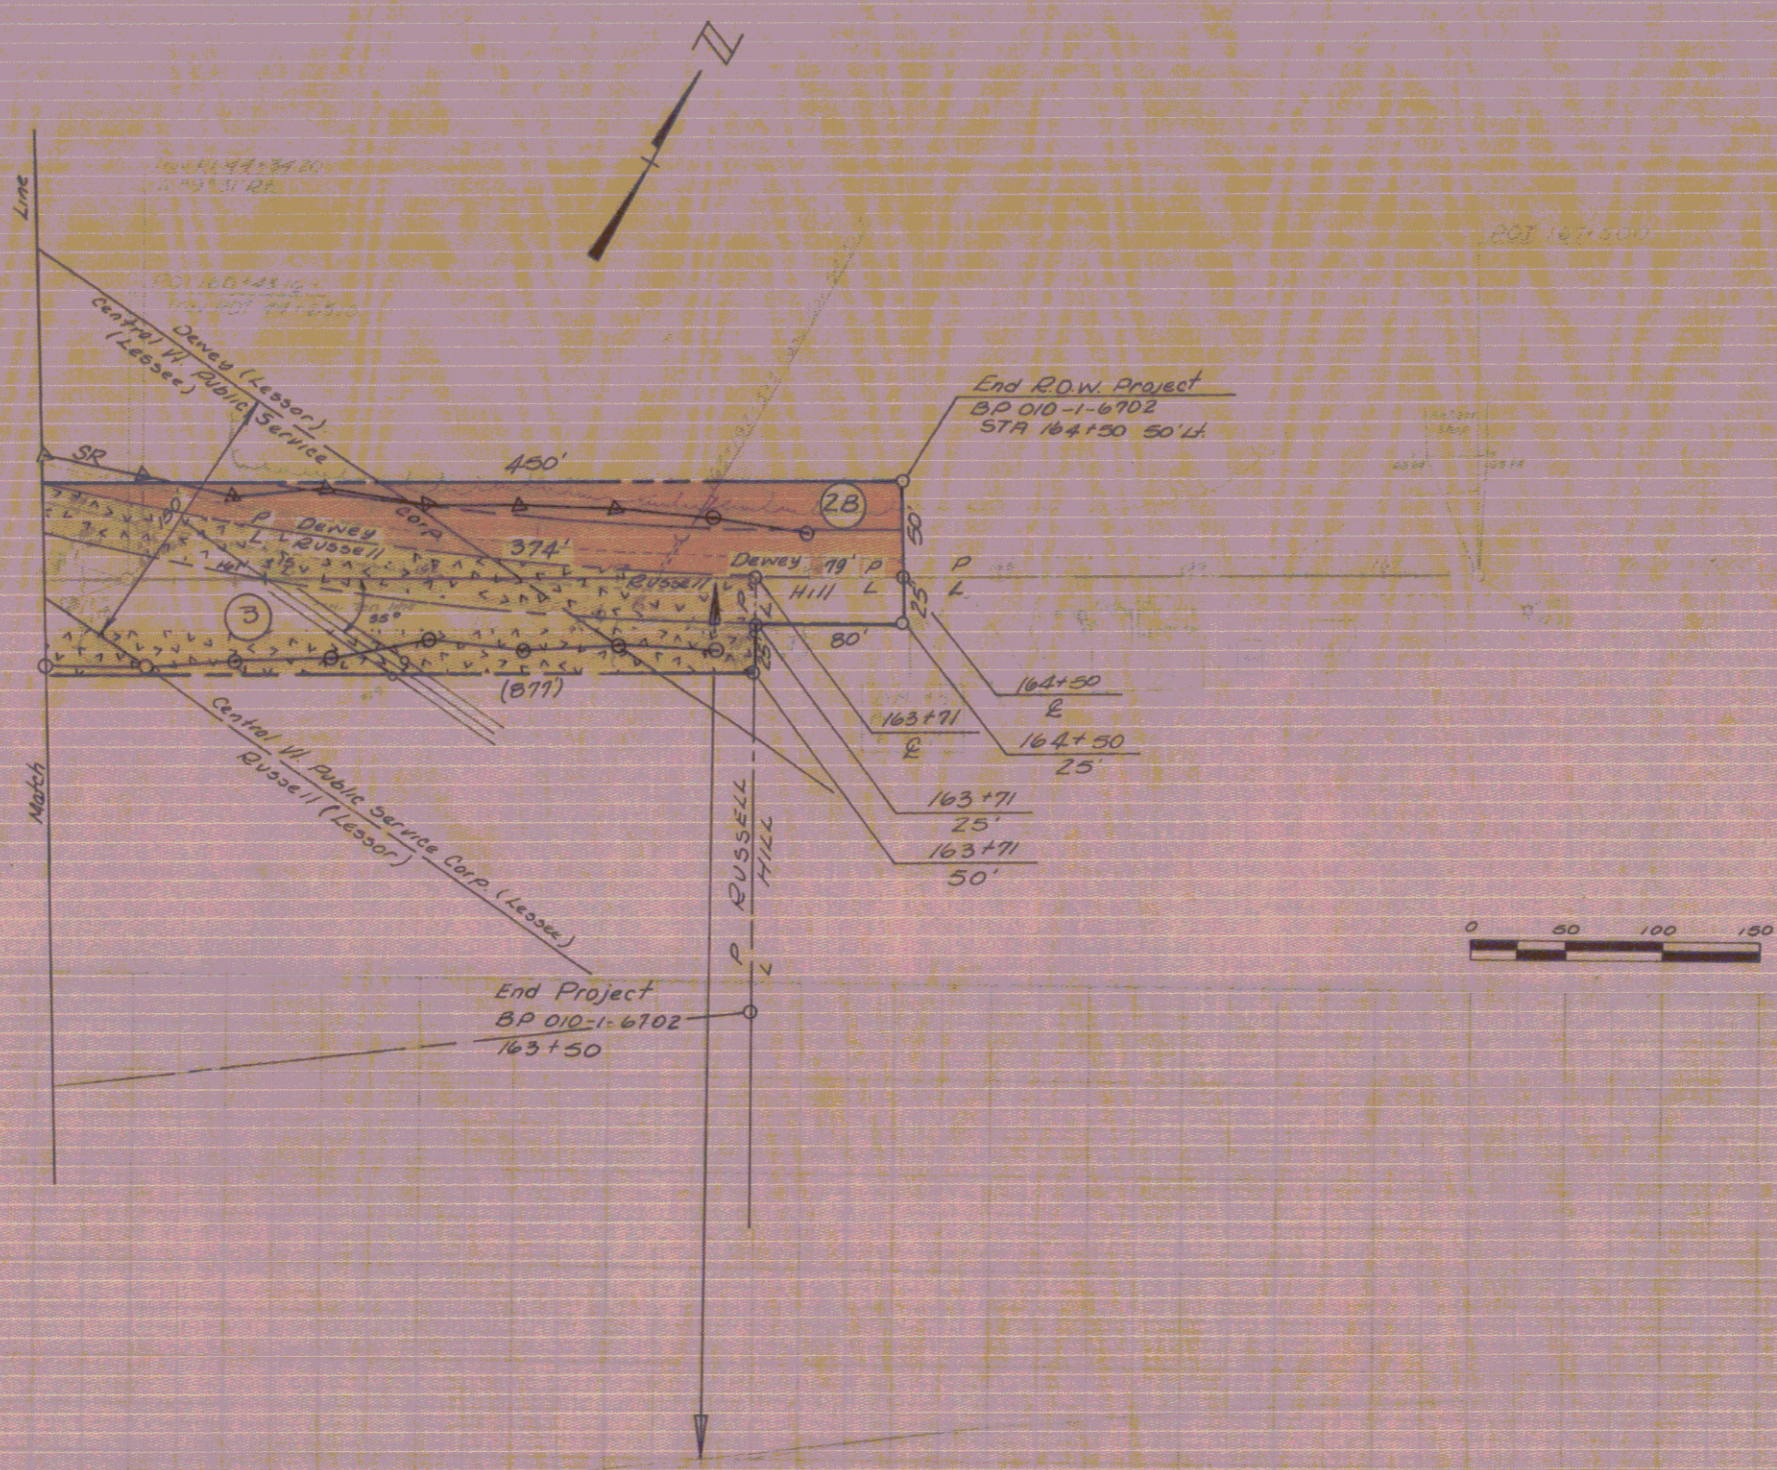 N
Line
Dewey (Lessor)
Central Vt Public Service
(Lessee)
Corp
End R.O.W. Project
BP 010-1-6702
STA 164+50 50' Lt.
SR
450'
2B
50'
P Dewey
L Russell
374'
Dewey 79' P
Russell Hill L
P
L
P
L
25'
3
35°
80'
25'
(877')
164+50
℄
163+71
℄
164+50
25'
163+71
25'
163+71
50'
Central Vt. Public Service Corp. (Lessee)
Russell (Lessor)
Match
P RUSSELL
L HILL
0 50 100 150
End Project
BP 010-1-6702
163+50